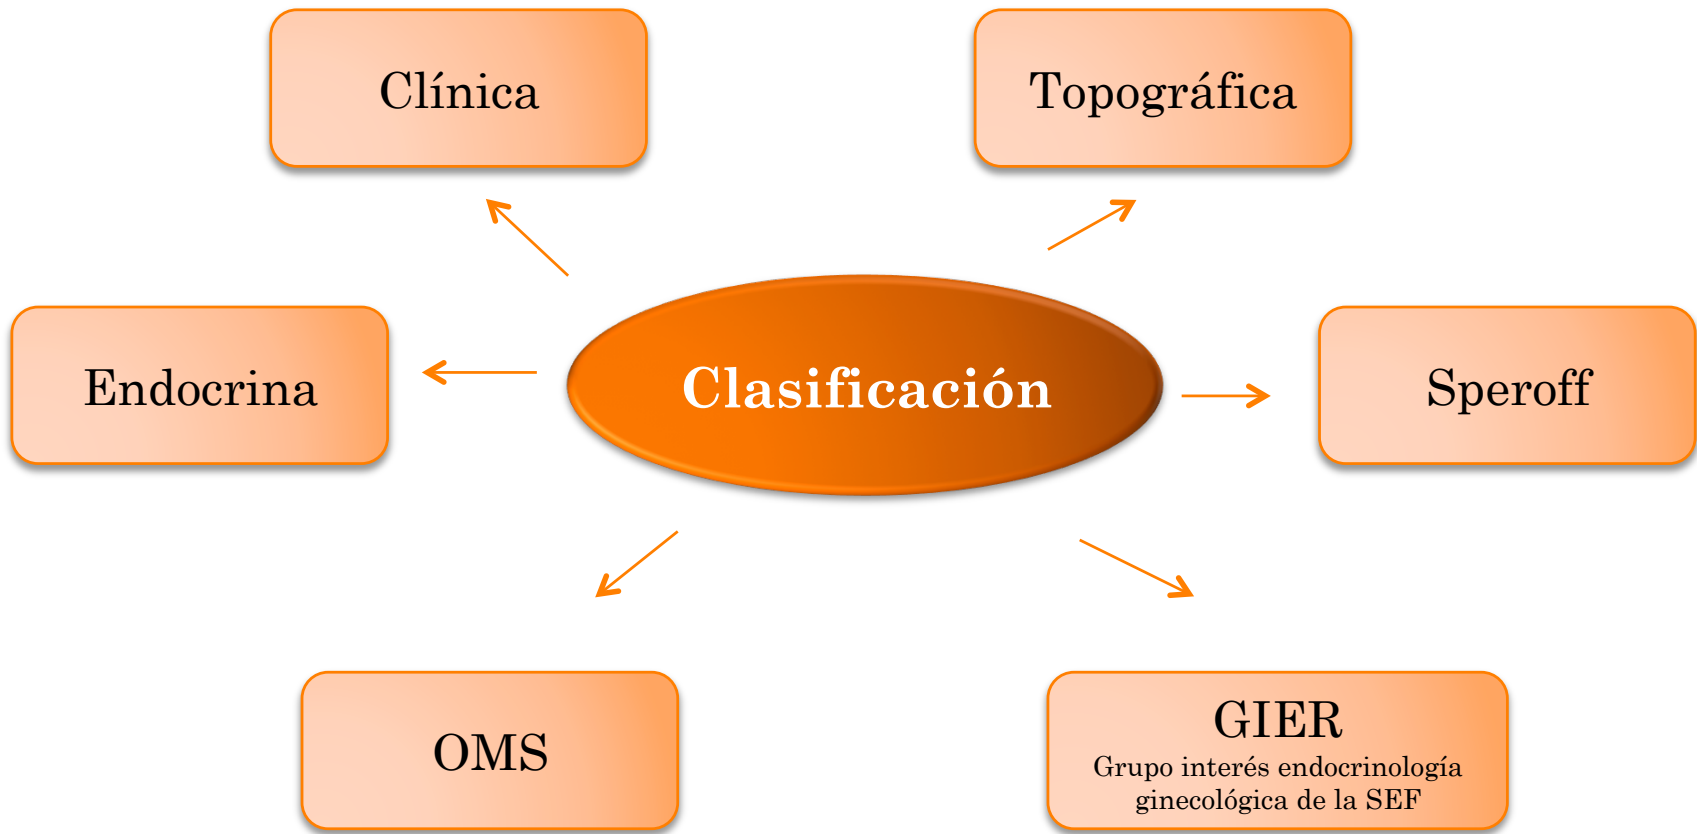 Clínica
Topográfica
Endocrina
Clasificación
Speroff
OMS
GIER
Grupo interés endocrinología
ginecológica de la SEF